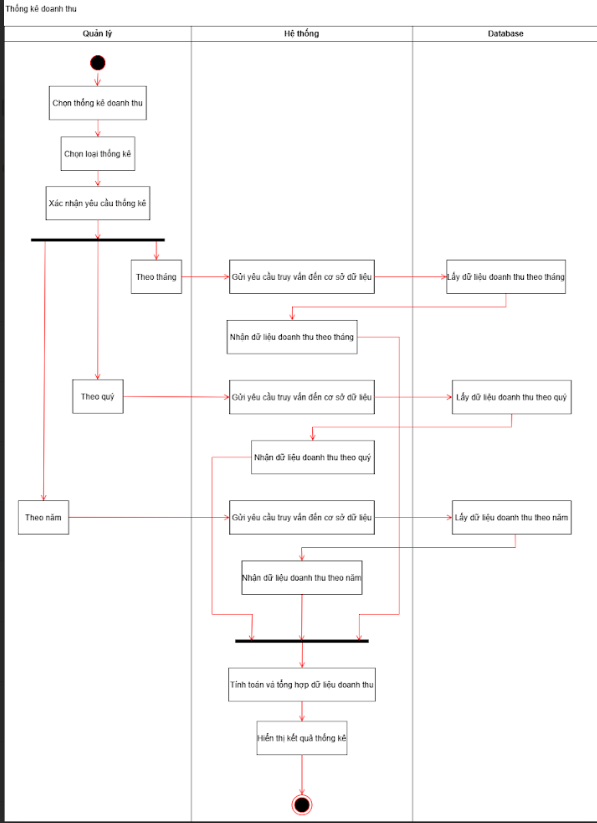 Thống kê doanh thu
Quản lý
Hệ thống
Database
Chọn thống kê doanh thu
Chọn loại thống kê
Xác nhận yêu cầu thống kê
Theo tháng
Gửi yêu cầu truy vấn đến cơ sở dữ liệu
Lấy dữ liệu doanh thu theo tháng
Nhận dữ liệu doanh thu theo tháng
Theo quý
Gửi yêu cầu truy vấn đến cơ sở dữ liệu
Lấy dữ liệu doanh thu theo quý
Nhận dữ liệu doanh thu theo quý
Theo năm
Gửi yêu cầu truy vấn đến cơ sở dữ liệu
Lấy dữ liệu doanh thu theo năm
Nhận dữ liệu doanh thu theo năm
Tính toán và tổng hợp dữ liệu doanh thu
Hiển thị kết quả thống kê